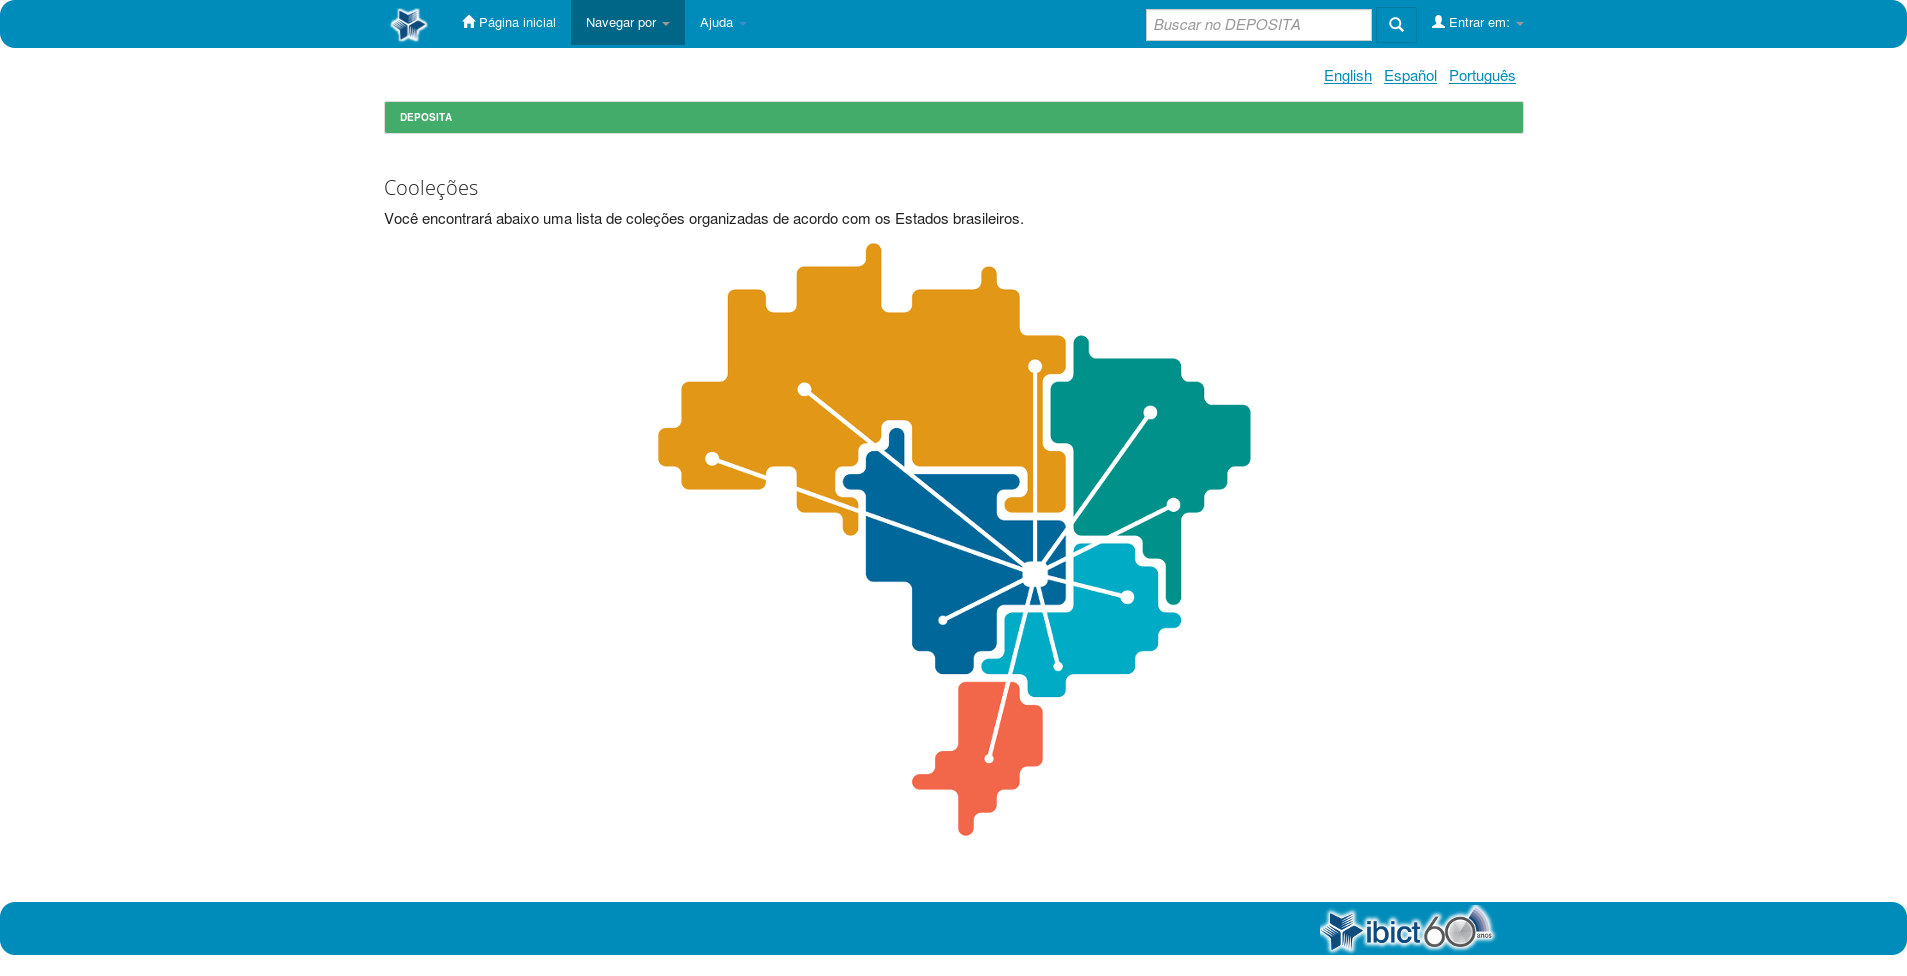 Página inicial
Navegar por
Ajuda
Buscar no DEPOSITA
Entrar em:
English Español Português
DEPOSITA
Cooleções
Você encontrará abaixo uma lista de coleções organizadas de acordo com os Estados brasileiros.
ibict 60 anos